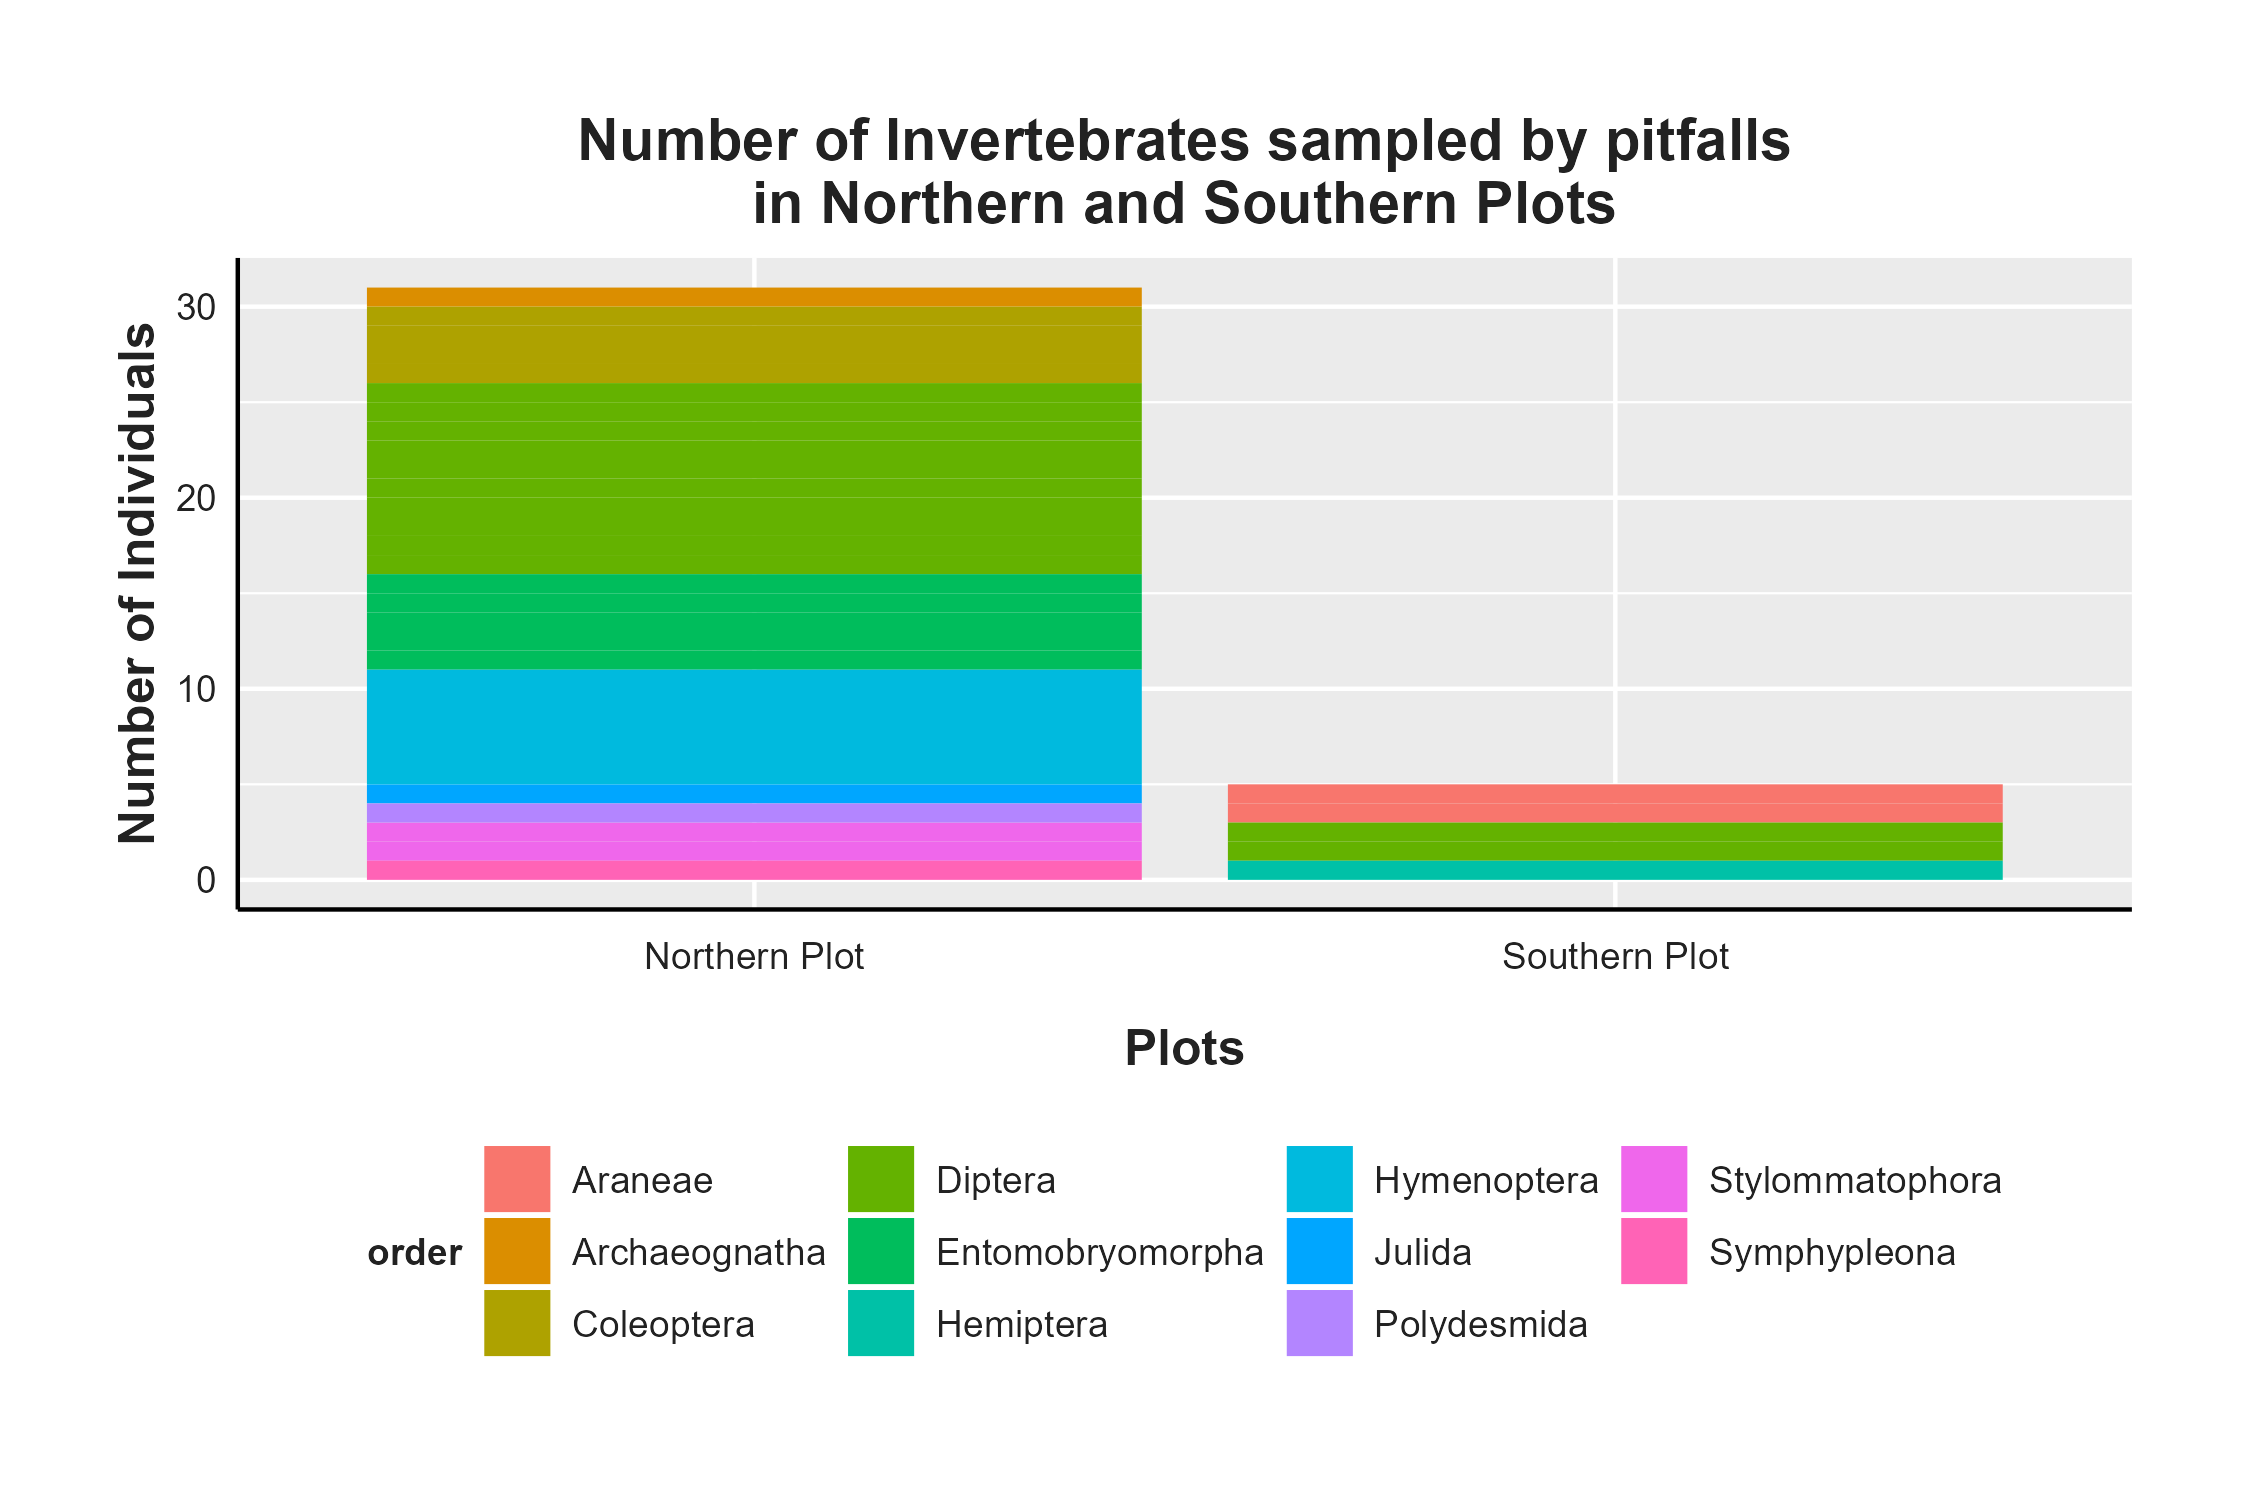 Number of Invertebrates sampled by pitfalls
in Northern and Southern Plots
Number of Individuals
30
20
10
0
Northern Plot
Southern Plot
Plots
order
Araneae
Archaeognatha
Coleoptera
Diptera
Entomobryomorpha
Hemiptera
Hymenoptera
Julida
Polydesmida
Stylommatophora
Symphypleona